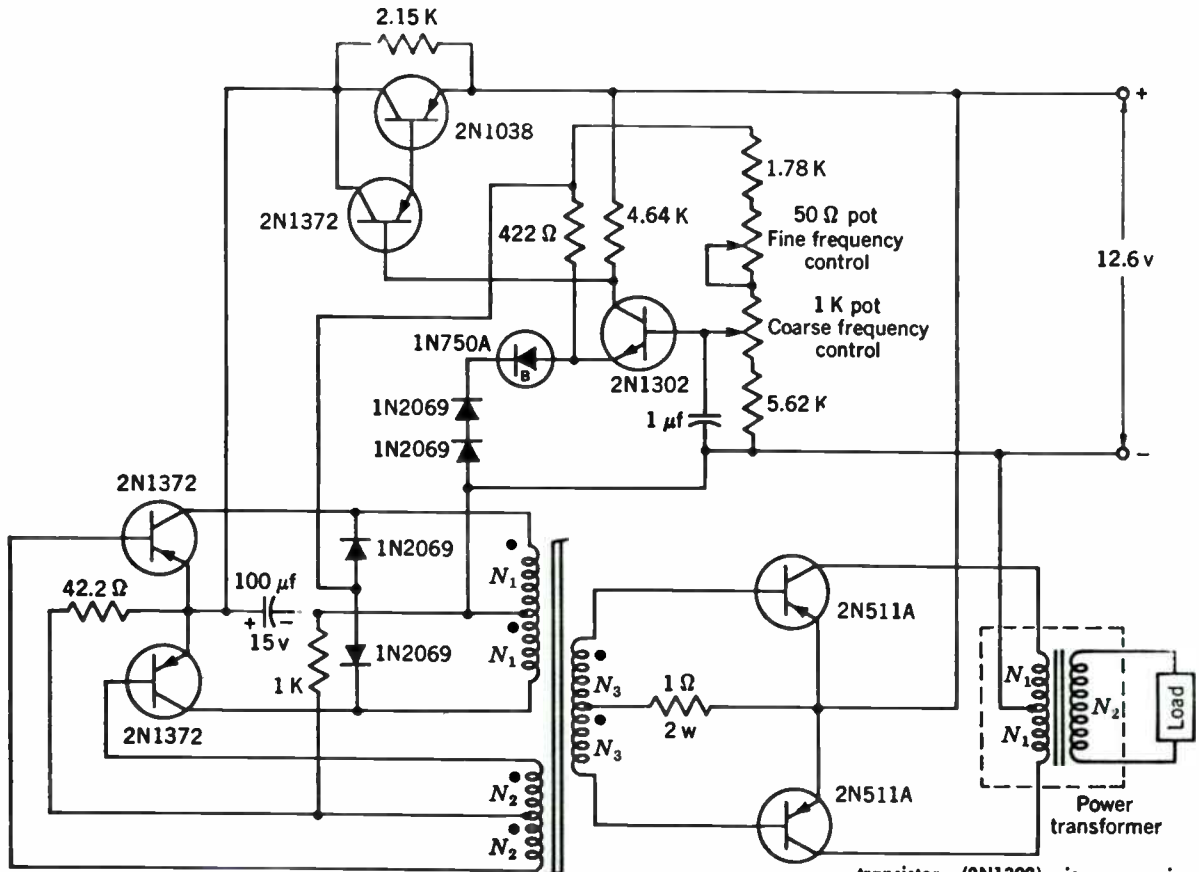 2.15 K
2N1038
2N1372
422 Ω
4.64 K
1.78 K
50 Ω pot
Fine frequency
control
1 K pot
Coarse frequency
control
12.6 v
+
−
1N750A
B
2N1302
1N2069
1N2069
1 μf
5.62 K
2N1372
42.2 Ω
100 μf
+ −
15 v
1N2069
1N2069
1 K
2N1372
N1
N1
N2
N2
N3
N3
1 Ω
2 w
2N511A
2N511A
N1
N1
N2
Load
Power
transformer
transistor (2N1302) is